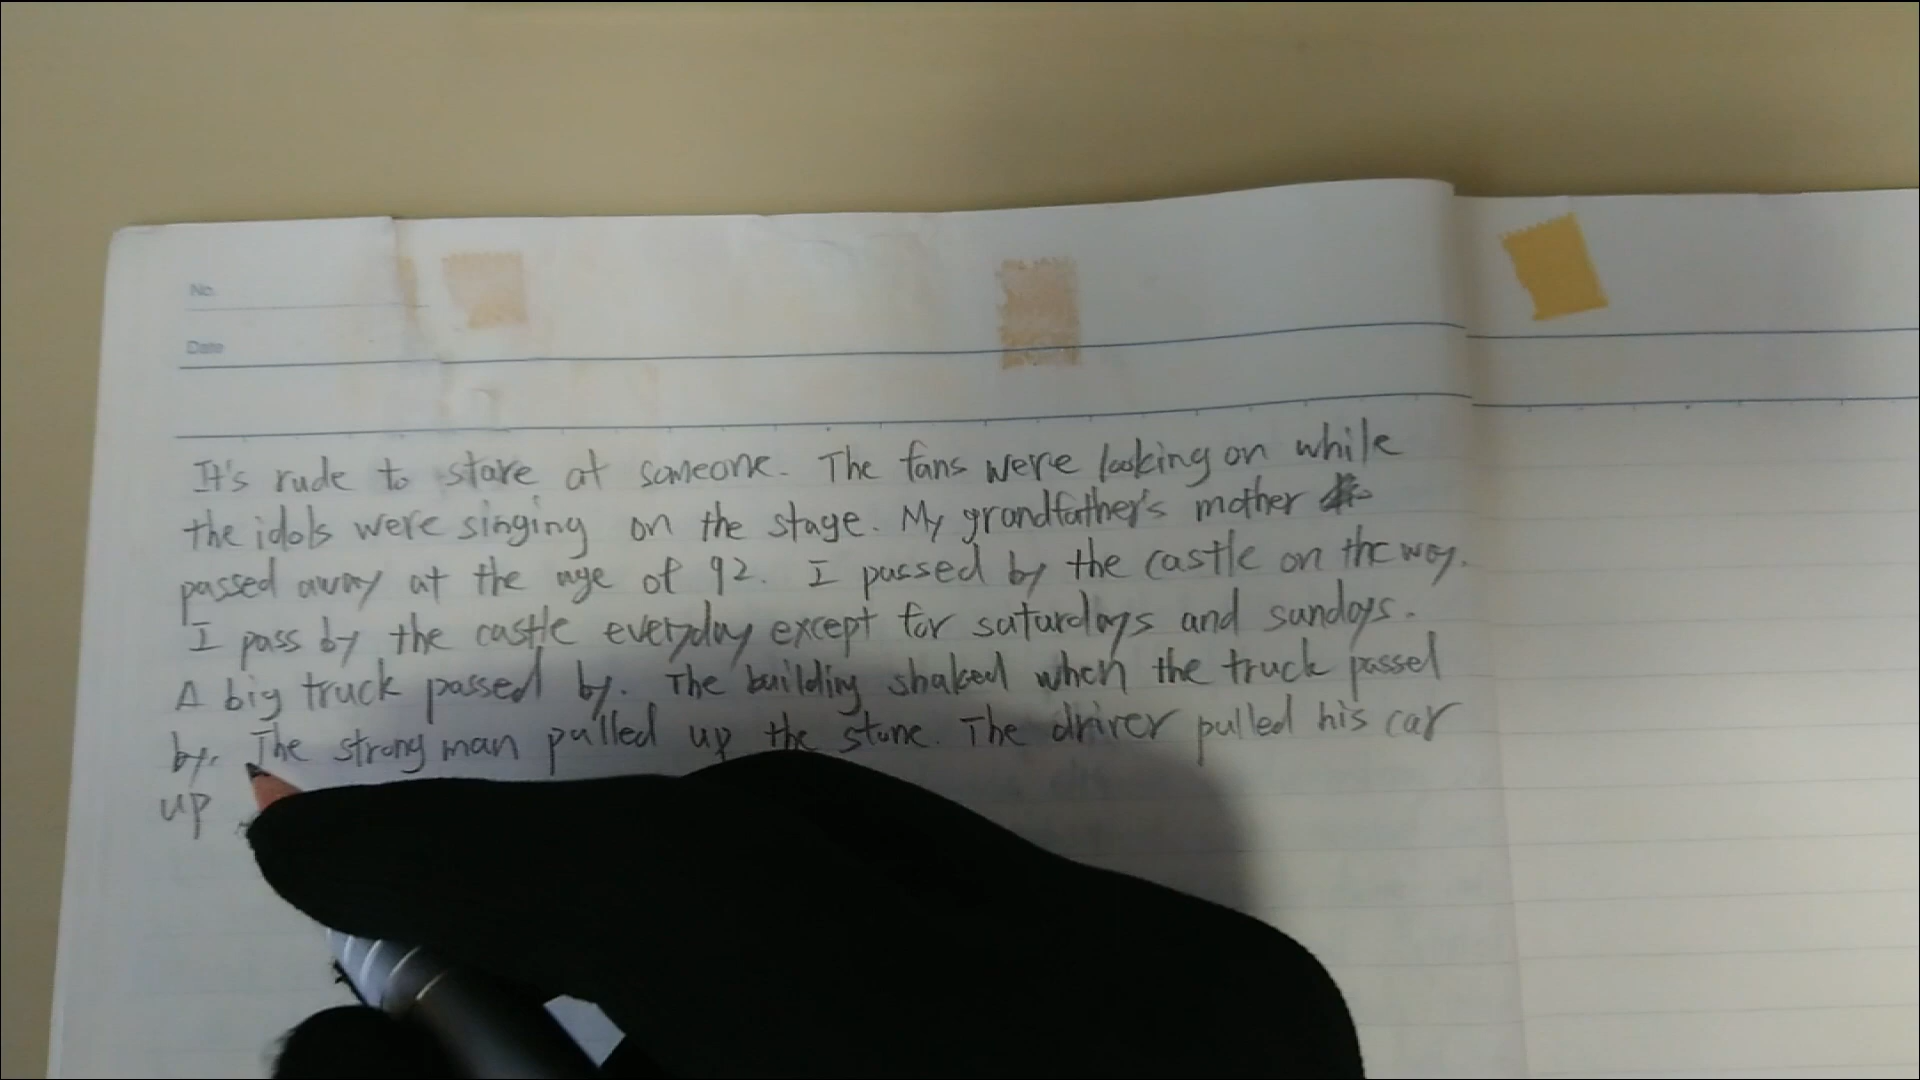 No.
Date
It's rude to stare at someone. The fans were looking on while
the idols were singing on the stage. My grandfather's mother
passed away at the age of 92. I passed by the castle on the way.
I pass by the castle everyday except for saturdays and sundays.
A big truck passed by. The building shaked when the truck passed
by. The strong man pulled up the stone. The driver pulled his car
up